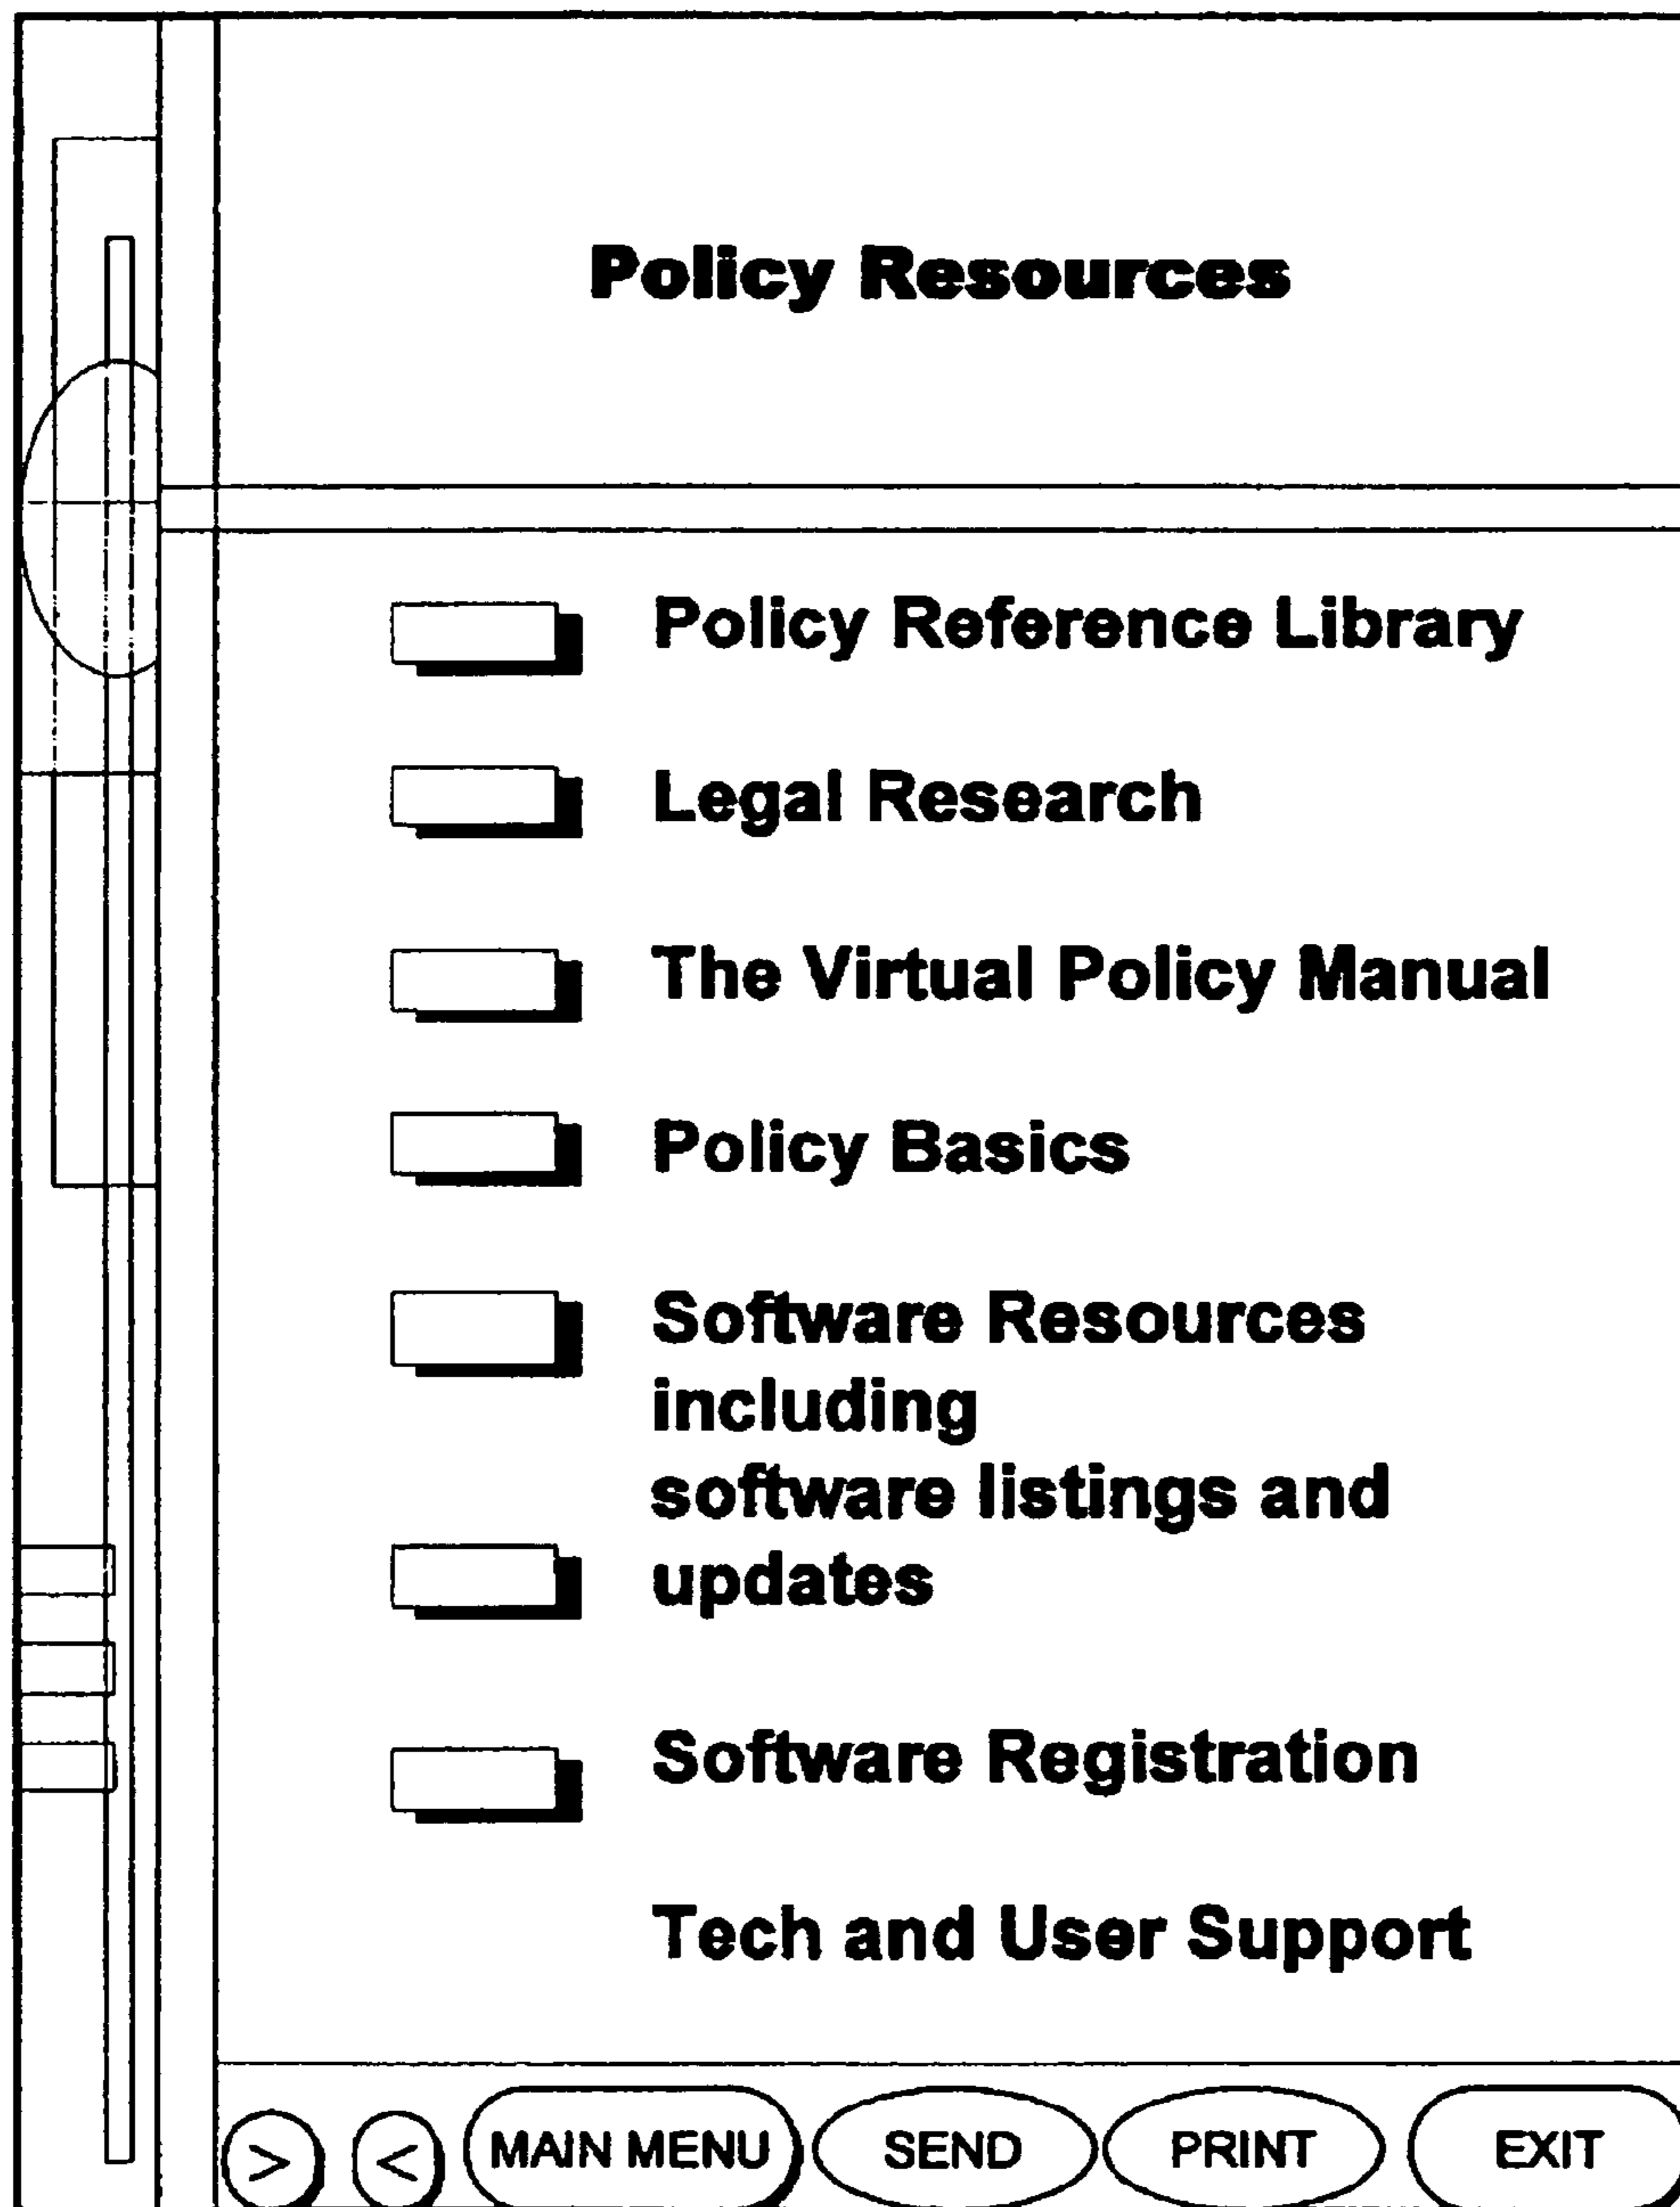 Policy Resources
Policy Reference Library
Legal Research
The Virtual Policy Manual
Policy Basics
Software Resources
including
software listings and
updates
Software Registration
Tech and User Support
> < MAIN MENU SEND PRINT EXIT